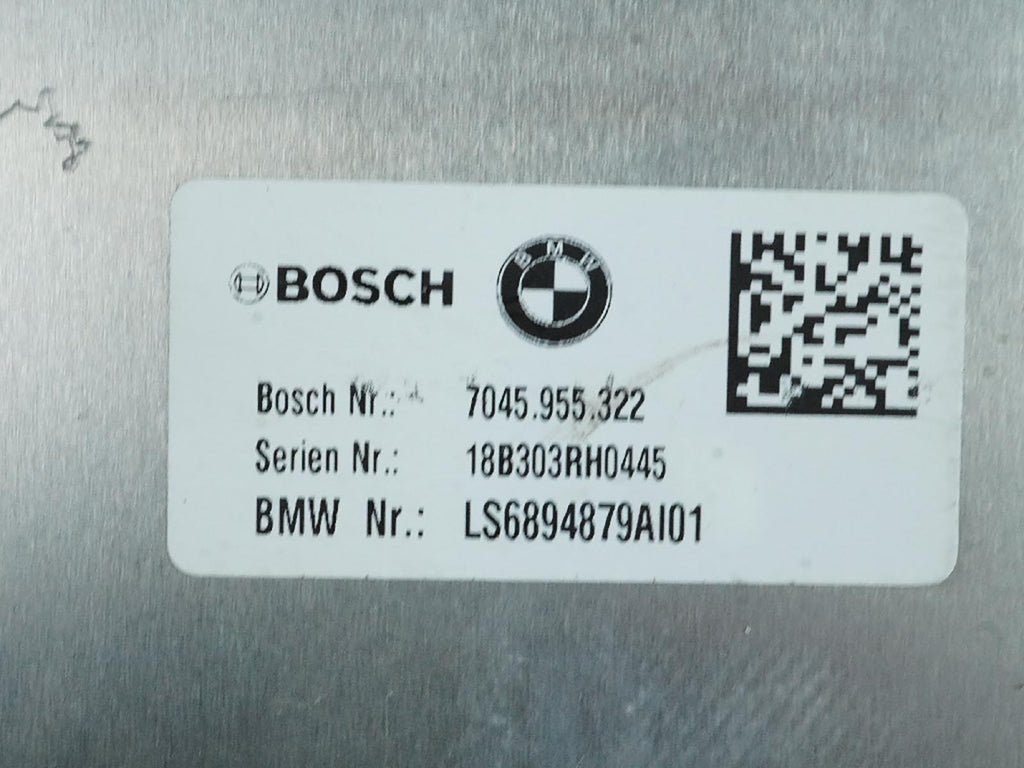 BOSCH
BMW
Bosch Nr.: 7045.955.322
Serien Nr.: 18B303RH0445
BMW Nr.: LS6894879AI01